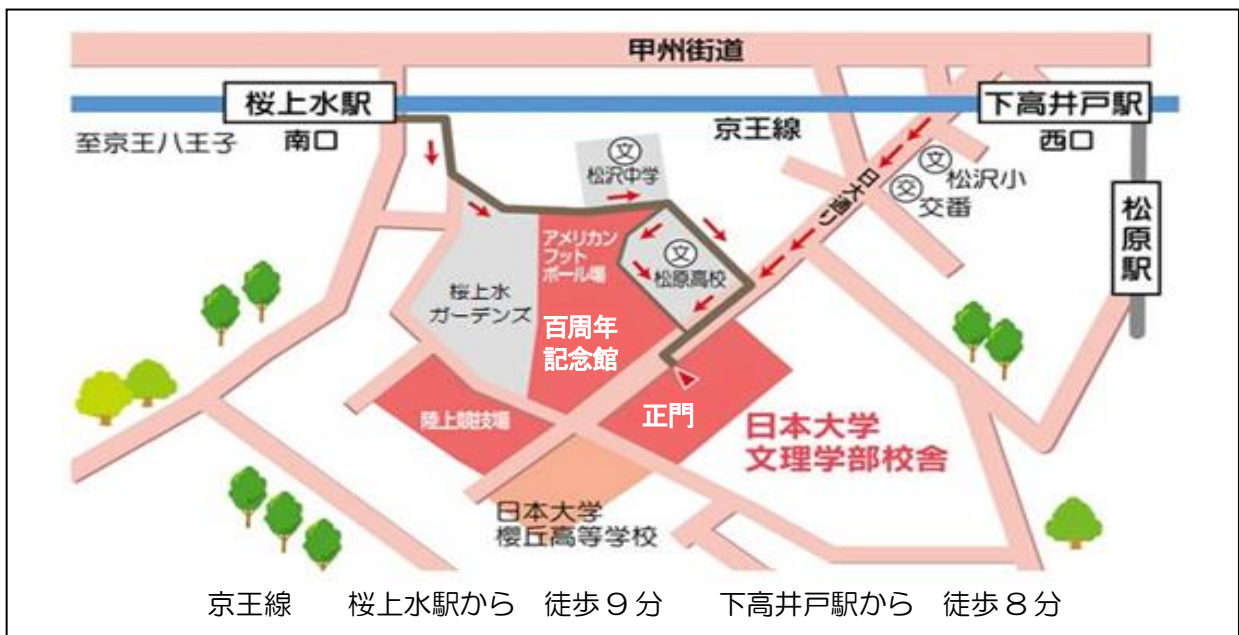 甲州街道
桜上水駅
下高井戸駅
至京王八王子
南口
京王線
西口
文
松沢中学
文
松沢小
交
交番
日大通り
松原駅
アメリカン
フット
ボール場
文
松原高校
桜上水
ガーデンズ
百周年
記念館
陸上競技場
正門
日本大学
文理学部校舎
日本大学
櫻丘高等学校
京王線 桜上水駅から 徒歩9分 下高井戸駅から 徒歩8分